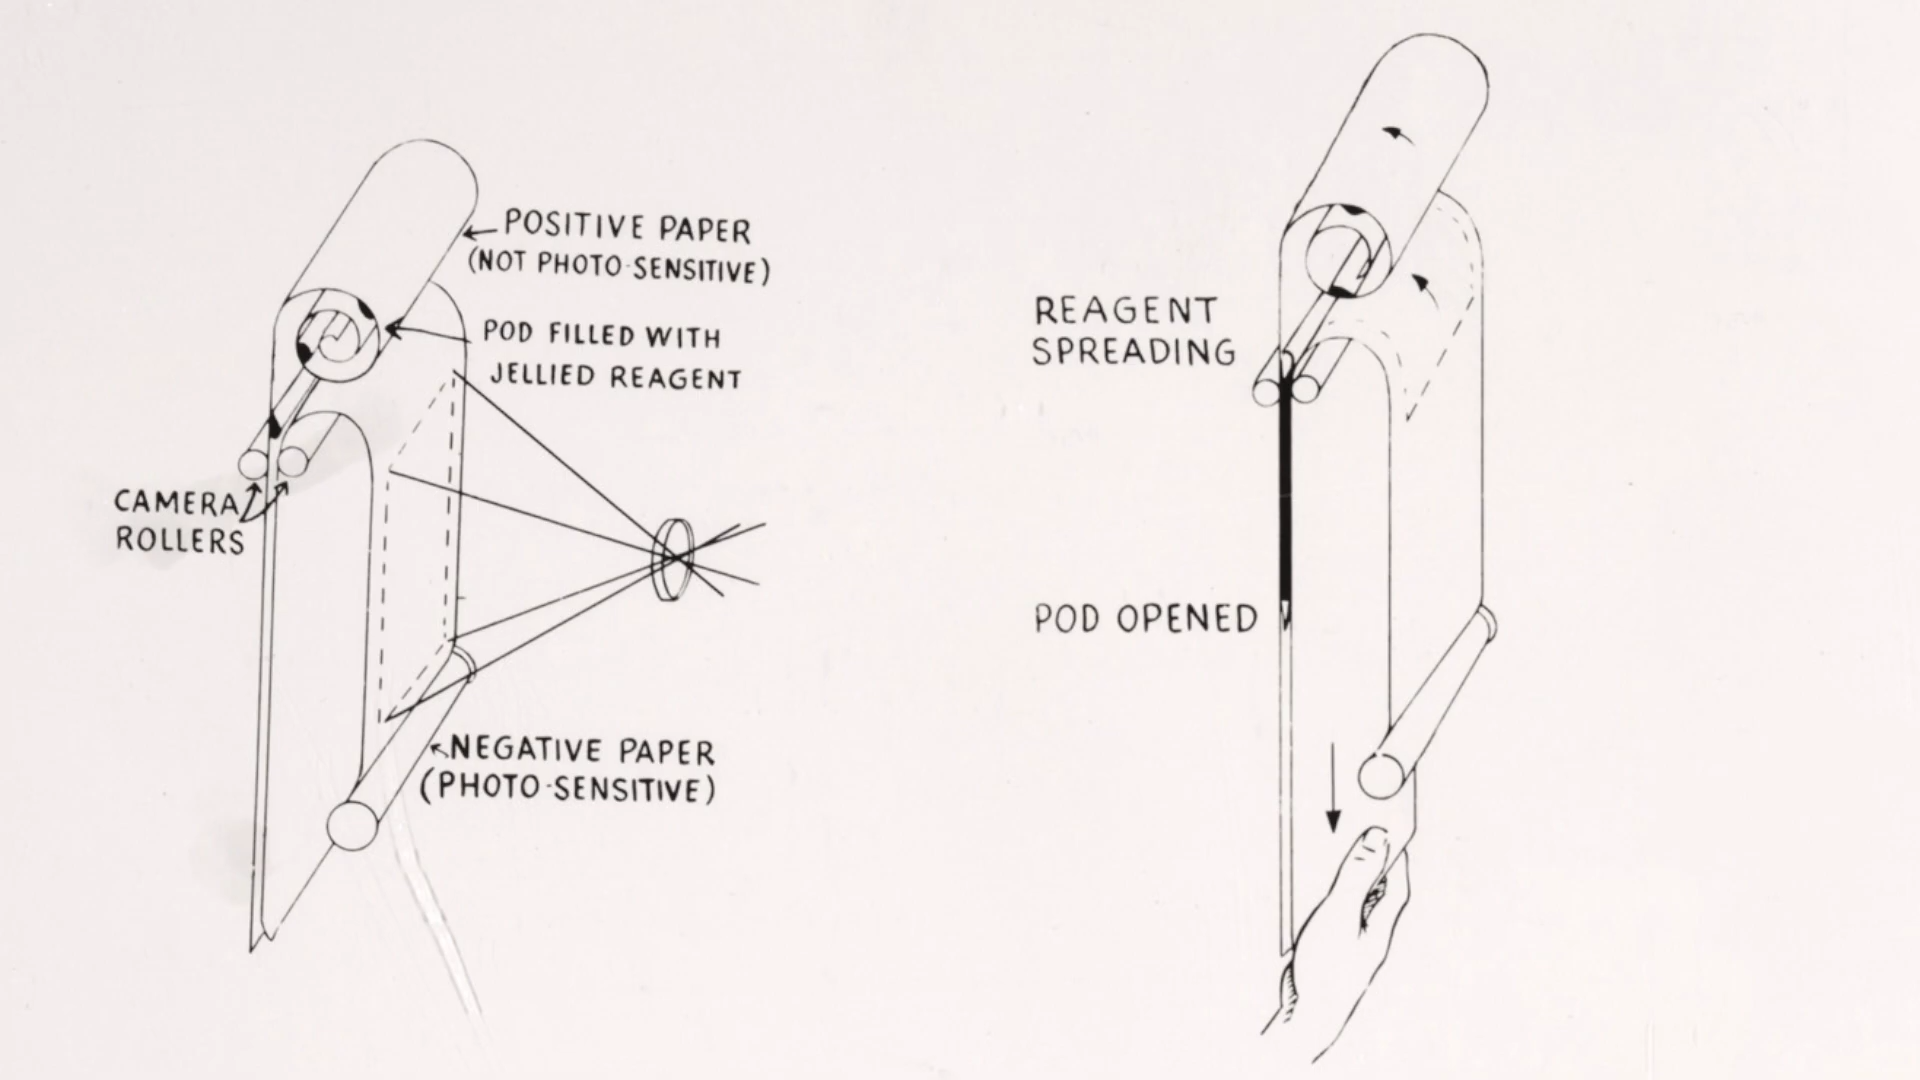 POSITIVE PAPER
(NOT PHOTO-SENSITIVE)
POD FILLED WITH
JELLIED REAGENT
CAMERA
ROLLERS
NEGATIVE PAPER
(PHOTO-SENSITIVE)
REAGENT
SPREADING
POD OPENED